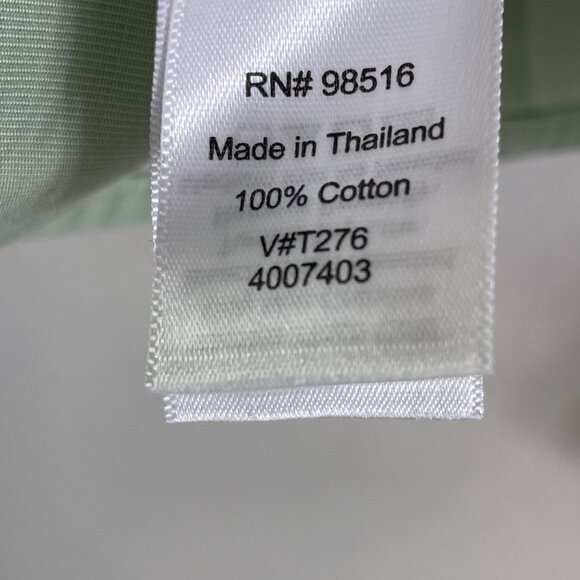 RN# 98516
Made in Thailand
100% Cotton
V#T276
4007403